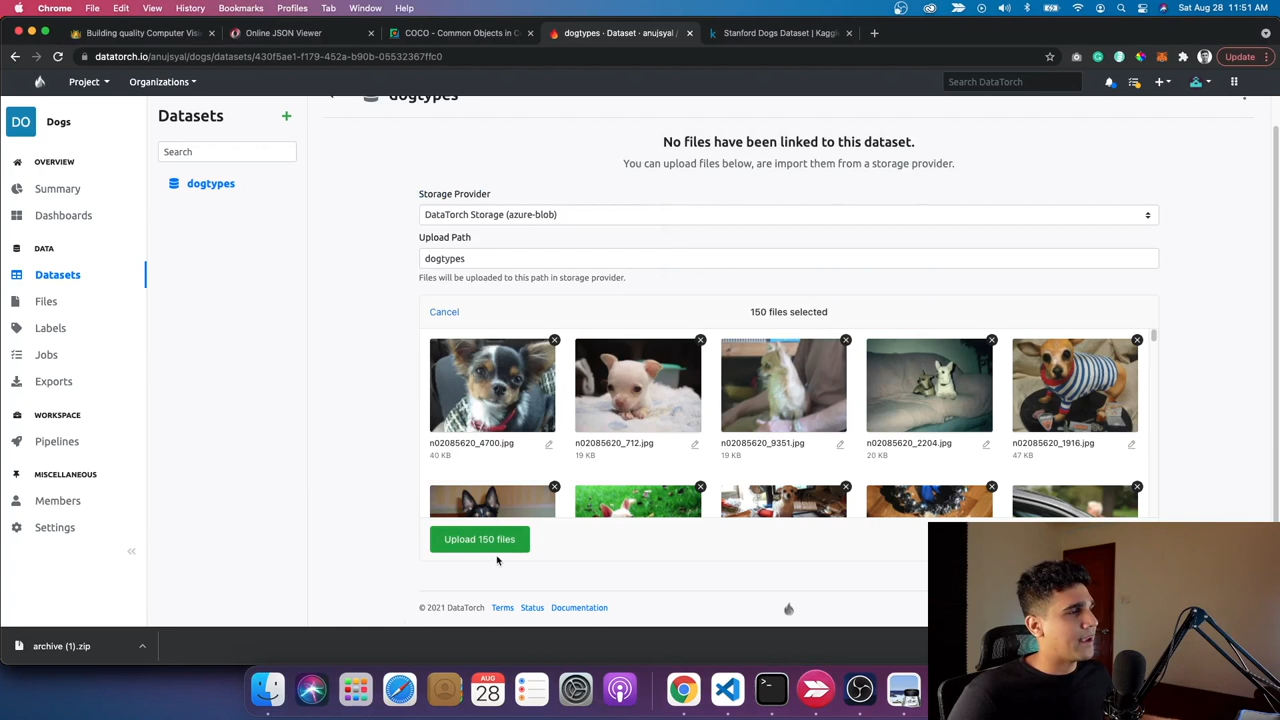 Chrome File Edit View History Bookmarks Profiles Tab Window Help Sat Aug 28 11:51 AM
Building quality Computer Vis Online JSON Viewer COCO - Common Objects in C dogtypes · Dataset · anujsyal / Stanford Dogs Dataset | Kaggle
datatorch.io/anujsyal/dogs/datasets/430f5ae1-f179-452a-b90b-05532367ffc0 Update
Project Organizations Search DataTorch
DO Dogs
OVERVIEW
Summary
Dashboards
DATA
Datasets
Files
Labels
Jobs
Exports
WORKSPACE
Pipelines
MISCELLANEOUS
Members
Settings
Datasets
Search
dogtypes
dogtypes
No files have been linked to this dataset.
You can upload files below, are import them from a storage provider.
Storage Provider
DataTorch Storage (azure-blob)
Upload Path
dogtypes
Files will be uploaded to this path in storage provider.
Cancel 150 files selected
n02085620_4700.jpg n02085620_712.jpg n02085620_9351.jpg n02085620_2204.jpg n02085620_1916.jpg
40 KB 19 KB 19 KB 20 KB 47 KB
Upload 150 files
© 2021 DataTorch Terms Status Documentation
archive (1).zip
AUG
28